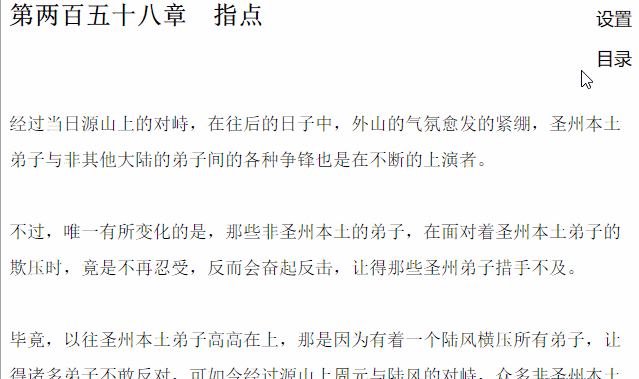 第两百五十八章 指点
设置
目录
经过当日源山上的对峙，在往后的日子中，外山的气氛愈发的紧绷，圣州本土
弟子与非其他大陆的弟子间的各种争锋也是在不断的上演者。
不过，唯一有所变化的是，那些非圣州本土的弟子，在面对着圣州本土弟子的
欺压时，竟是不再忍受，反而会奋起反击，让得那些圣州弟子措手不及。
毕竟，以往圣州本土弟子高高在上，那是因为有着一个陆风横压所有弟子，让
得诸多弟子不敢反对，可如今经过源山上周元与陆风的对峙，众多非圣州本土